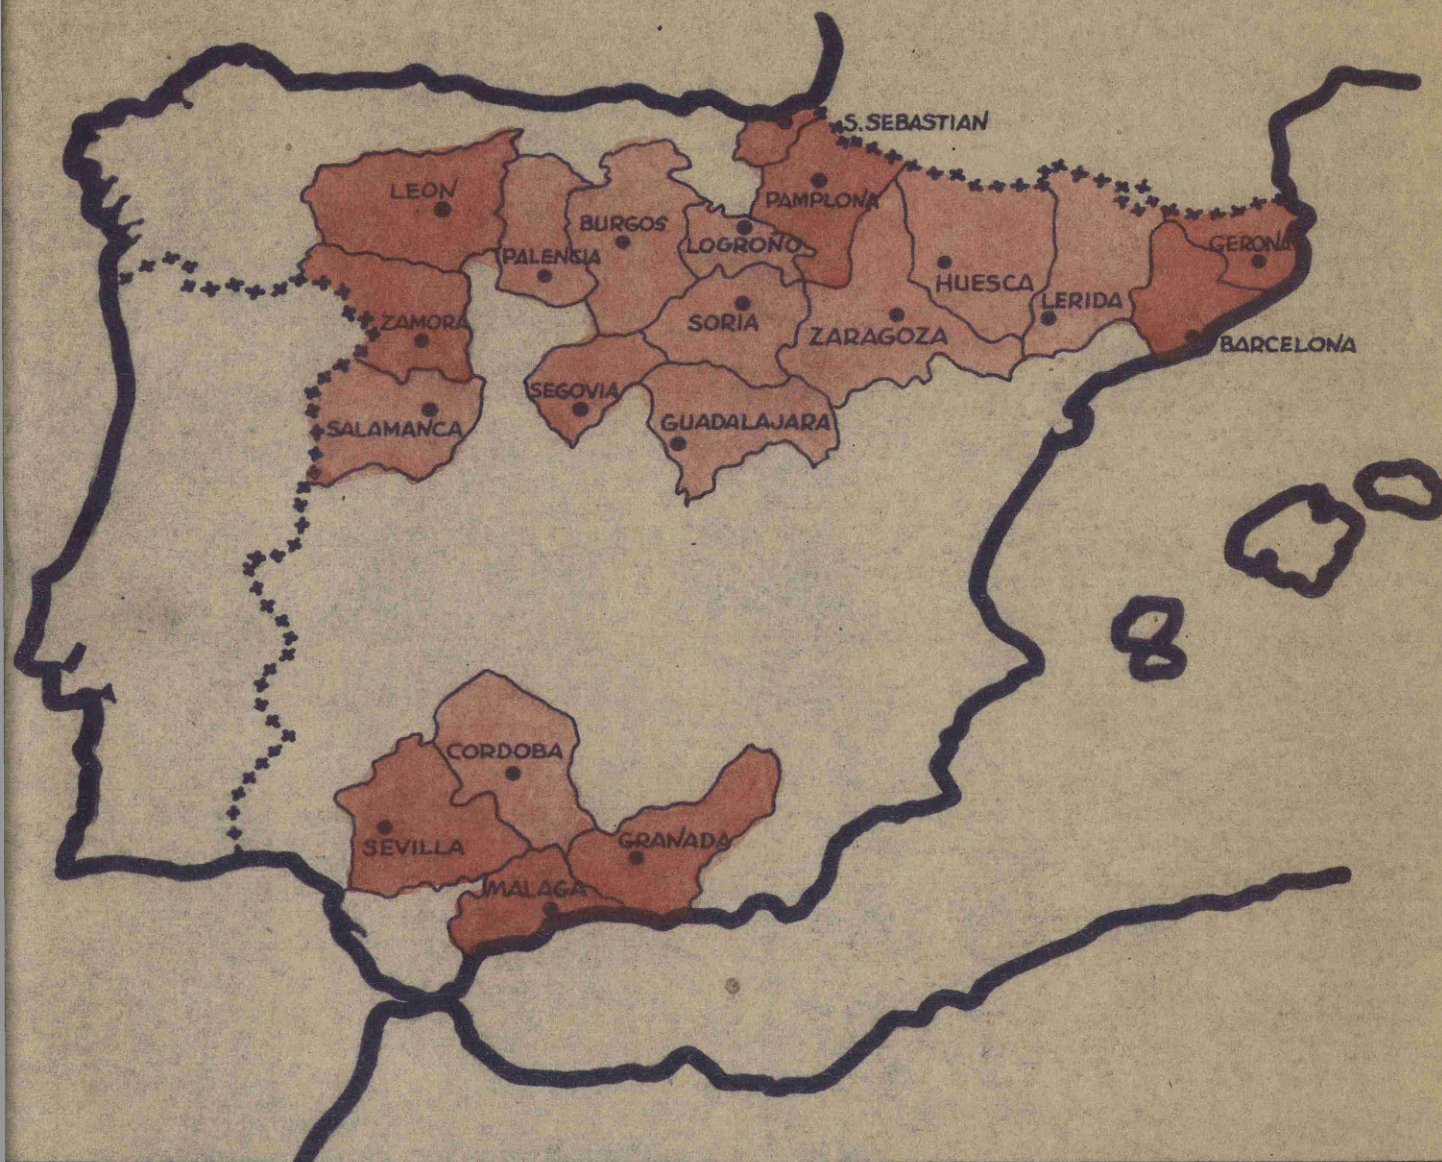 S. SEBASTIAN
LEON
PAMPLONA
BURGOS
LOGROÑO
GERONA
PALENCIA
HUESCA
LERIDA
ZAMORA
SORIA
ZARAGOZA
BARCELONA
SEGOVIA
SALAMANCA
GUADALAJARA
CORDOBA
SEVILLA
GRANADA
MALAGA